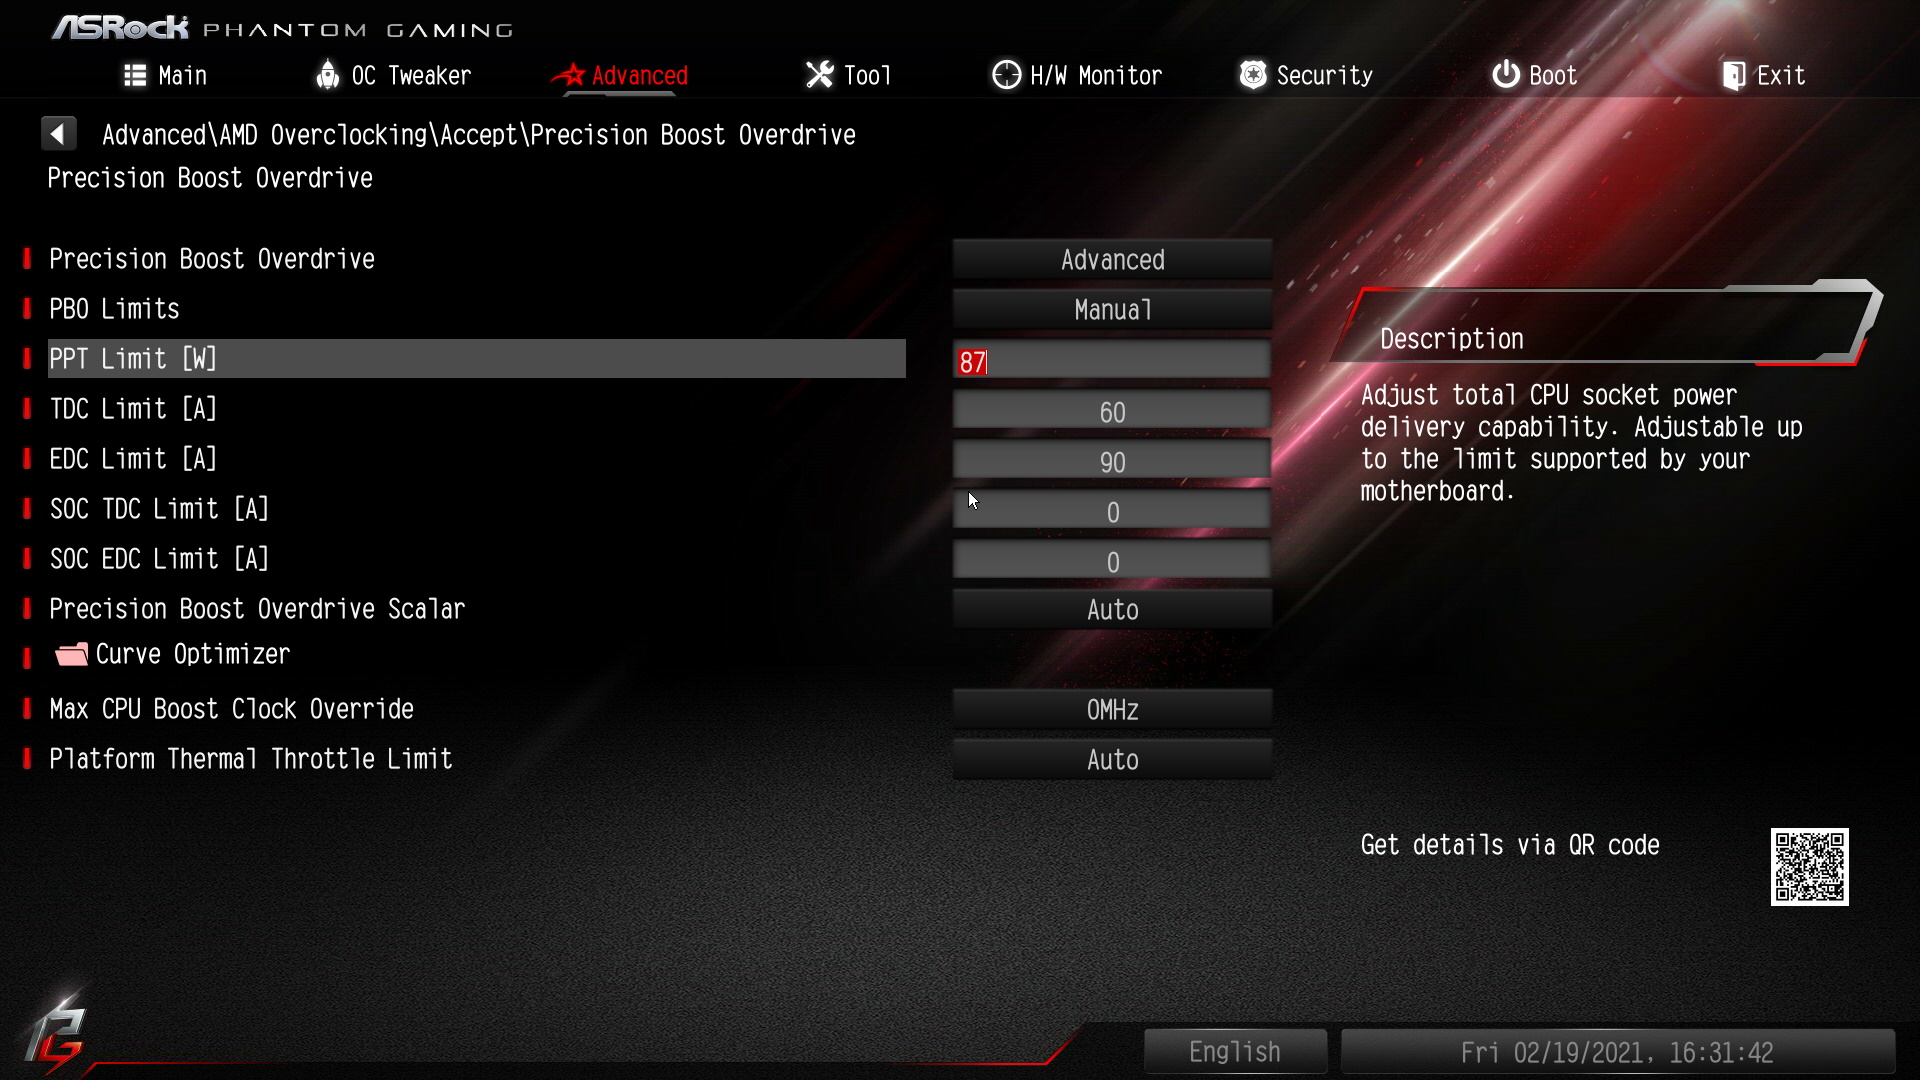 ASRock PHANTOM GAMING
Main OC Tweaker Advanced Tool H/W Monitor Security Boot Exit
Advanced\AMD Overclocking\Accept\Precision Boost Overdrive
Precision Boost Overdrive
Precision Boost Overdrive Advanced
PBO Limits Manual
PPT Limit [W] 87
TDC Limit [A] 60
EDC Limit [A] 90
SOC TDC Limit [A] 0
SOC EDC Limit [A] 0
Precision Boost Overdrive Scalar Auto
Curve Optimizer
Max CPU Boost Clock Override 0MHz
Platform Thermal Throttle Limit Auto
Description
Adjust total CPU socket power
delivery capability. Adjustable up
to the limit supported by your
motherboard.
Get details via QR code
English
Fri 02/19/2021, 16:31:42